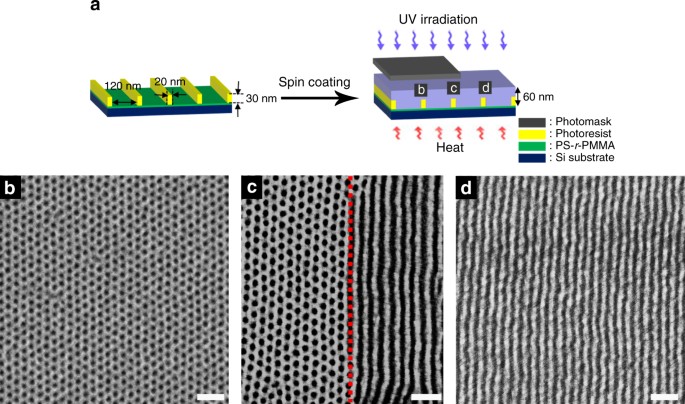 a
UV irradiation
120 nm
20 nm
30 nm
Spin coating
b
c
d
60 nm
Heat
: Photomask
: Photoresist
: PS-r-PMMA
: Si substrate
b
c
d